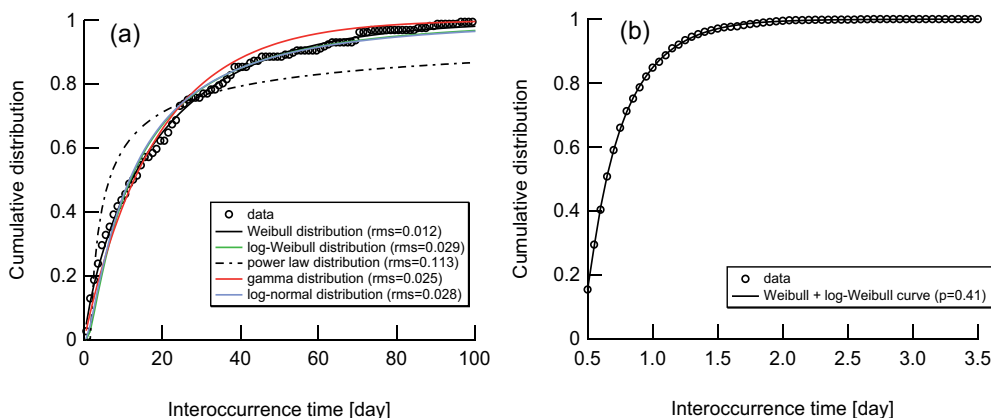 (a)
Cumulative distribution
1
0.8
0.6
0.4
0.2
0
0 20 40 60 80 100
Interoccurrence time [day]
data
Weibull distribution (rms=0.012)
log-Weibull distribution (rms=0.029)
power law distribution (rms=0.113)
gamma distribution (rms=0.025)
log-normal distribution (rms=0.028)
(b)
Cumulative distribution
1
0.8
0.6
0.4
0.2
0
0.5 1.0 1.5 2.0 2.5 3.0 3.5
Interoccurrence time [day]
data
Weibull + log-Weibull curve (p=0.41)